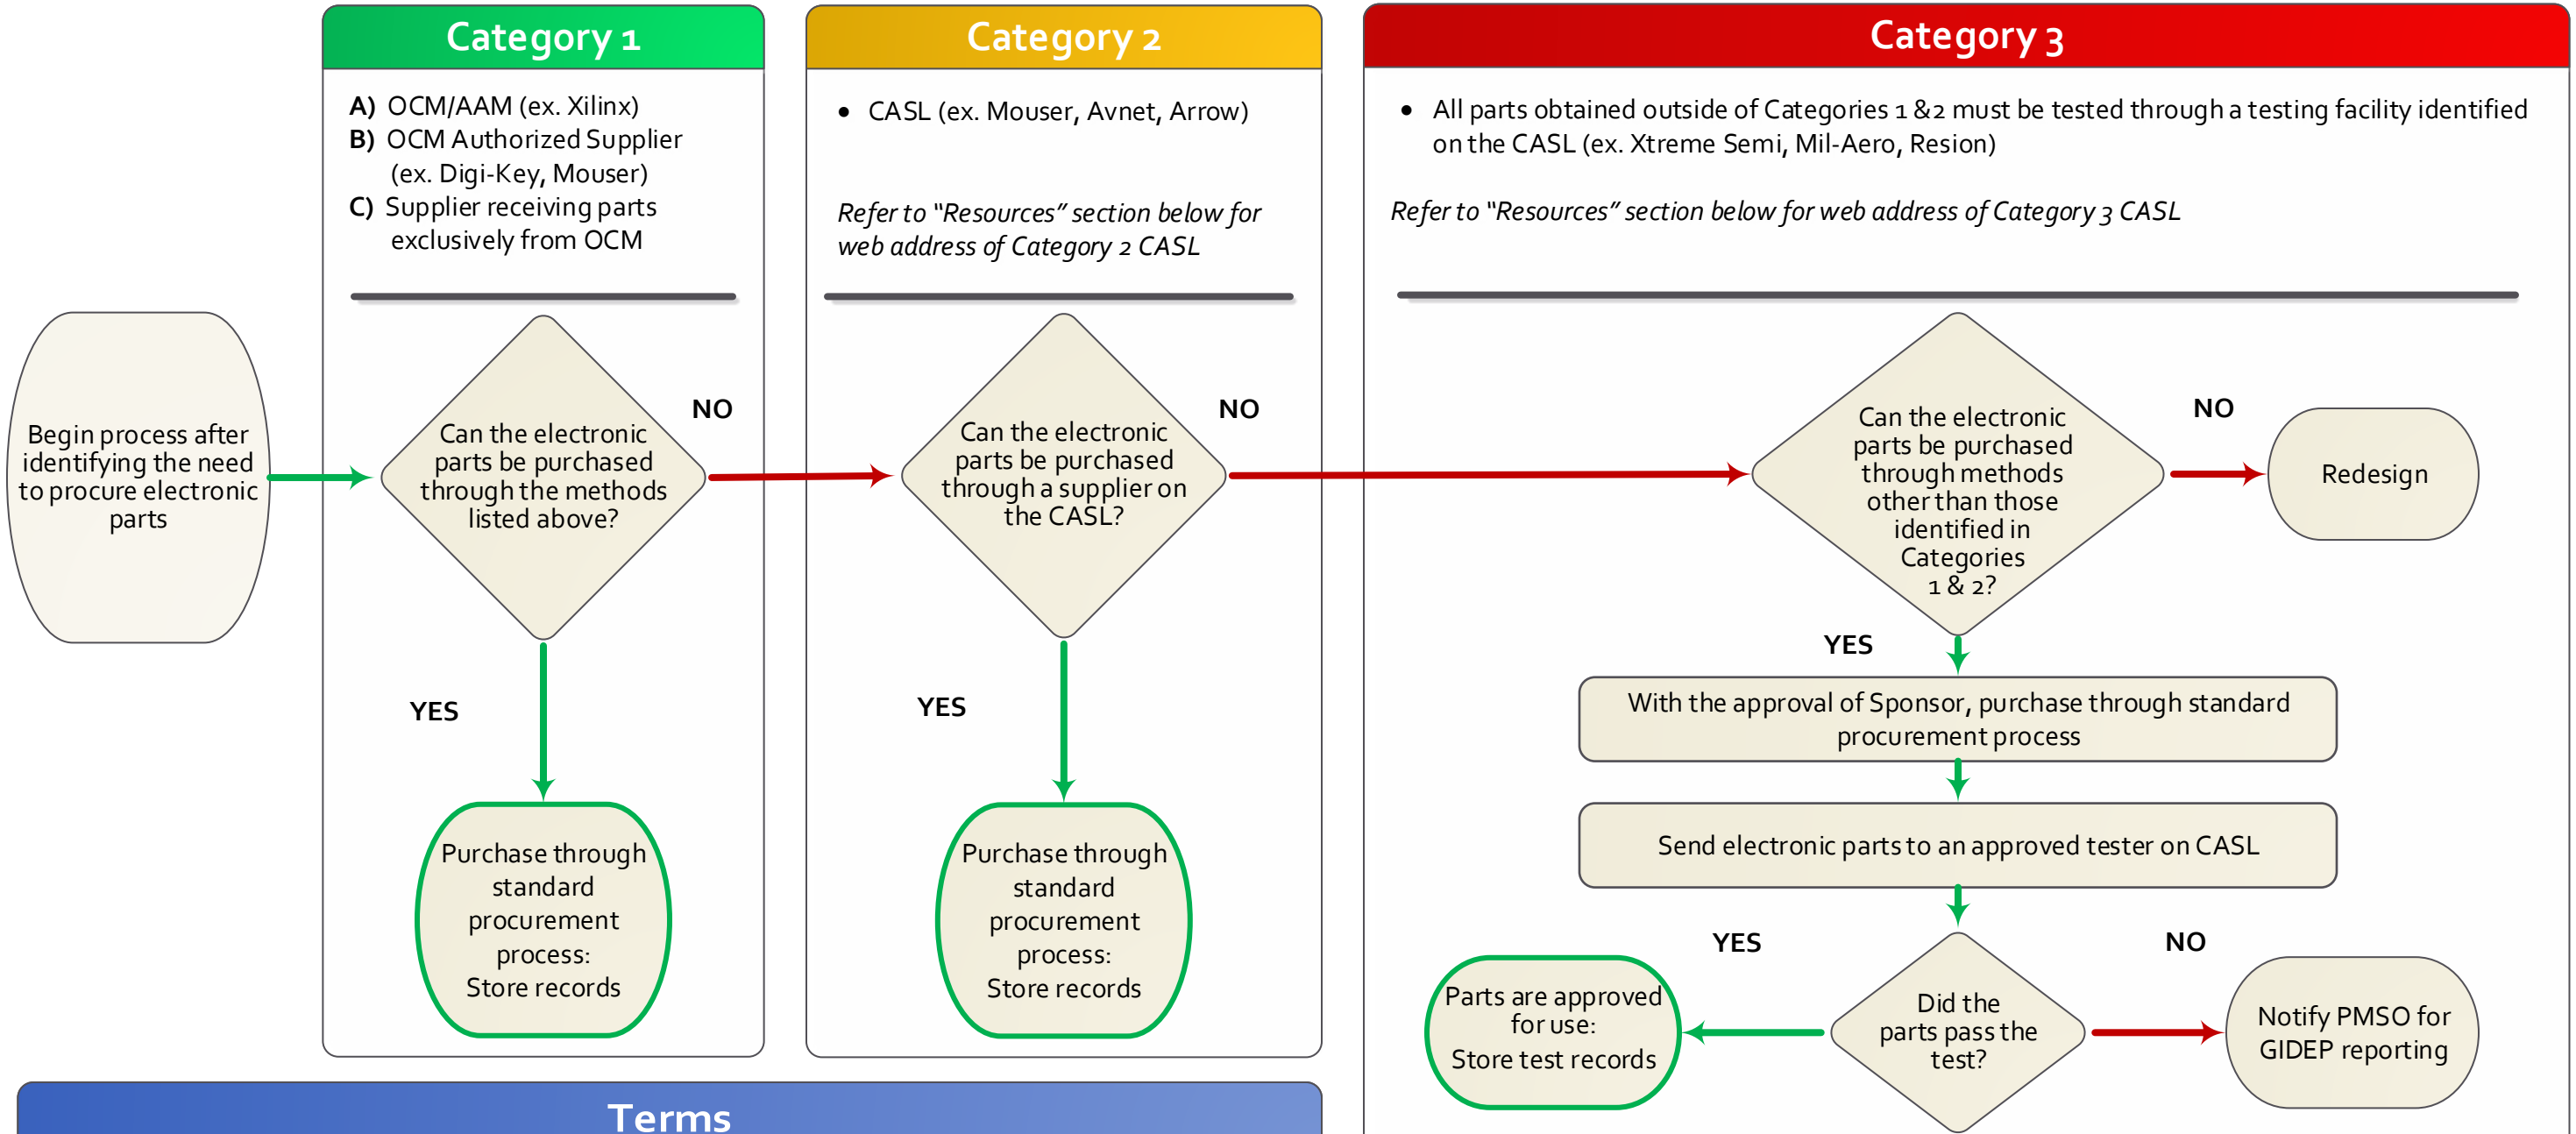 Category 1
A) OCM/AAM (ex. Xilinx)
B) OCM Authorized Supplier
(ex. Digi-Key, Mouser)
C) Supplier receiving parts
exclusively from OCM
Category 2
• CASL (ex. Mouser, Avnet, Arrow)
Refer to “Resources” section below for
web address of Category 2 CASL
Category 3
• All parts obtained outside of Categories 1 &2 must be tested through a testing facility identified
on the CASL (ex. Xtreme Semi, Mil-Aero, Resion)
Refer to “Resources” section below for web address of Category 3 CASL
Begin process after
identifying the need
to procure electronic
parts
Can the electronic
parts be purchased
through the methods
listed above?
NO
YES
Purchase through
standard
procurement
process:
Store records
Can the electronic
parts be purchased
through a supplier on
the CASL?
NO
YES
Purchase through
standard
procurement
process:
Store records
Can the electronic
parts be purchased
through methods
other than those
identified in
Categories
1 & 2?
NO
Redesign
YES
With the approval of Sponsor, purchase through standard
procurement process
Send electronic parts to an approved tester on CASL
Did the
parts pass the
test?
YES
Parts are approved
for use:
Store test records
NO
Notify PMSO for
GIDEP reporting
Terms